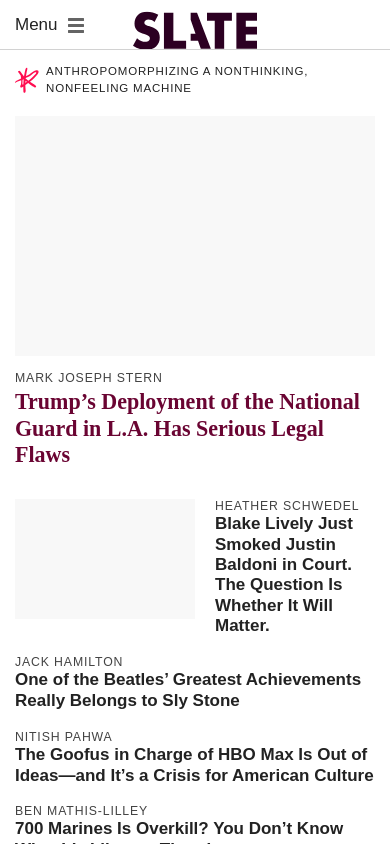 Menu
SLATE
ANTHROPOMORPHIZING A NONTHINKING,
NONFEELING MACHINE
MARK JOSEPH STERN
Trump’s Deployment of the National
Guard in L.A. Has Serious Legal
Flaws
HEATHER SCHWEDEL
Blake Lively Just
Smoked Justin
Baldoni in Court.
The Question Is
Whether It Will
Matter.
JACK HAMILTON
One of the Beatles’ Greatest Achievements
Really Belongs to Sly Stone
NITISH PAHWA
The Goofus in Charge of HBO Max Is Out of
Ideas—and It’s a Crisis for American Culture
BEN MATHIS-LILLEY
700 Marines Is Overkill? You Don’t Know